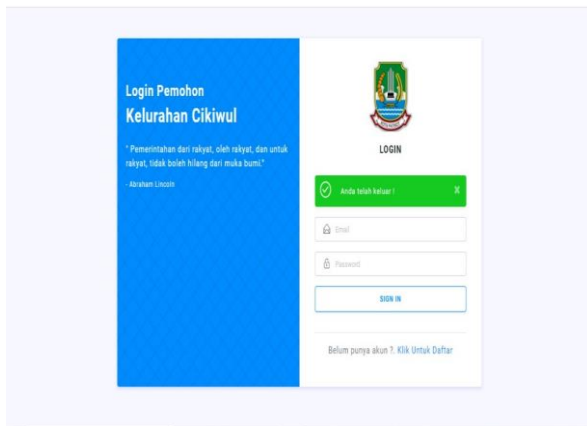 Login Pemohon
Kelurahan Cikiwul
" Pemerintahan dari rakyat, oleh rakyat, dan untuk
rakyat, tidak boleh hilang dari muka bumi."
- Abraham Lincoln
LOGIN
Anda telah keluar !
X
Email
Password
SIGN IN
Belum punya akun ?. Klik Untuk Daftar